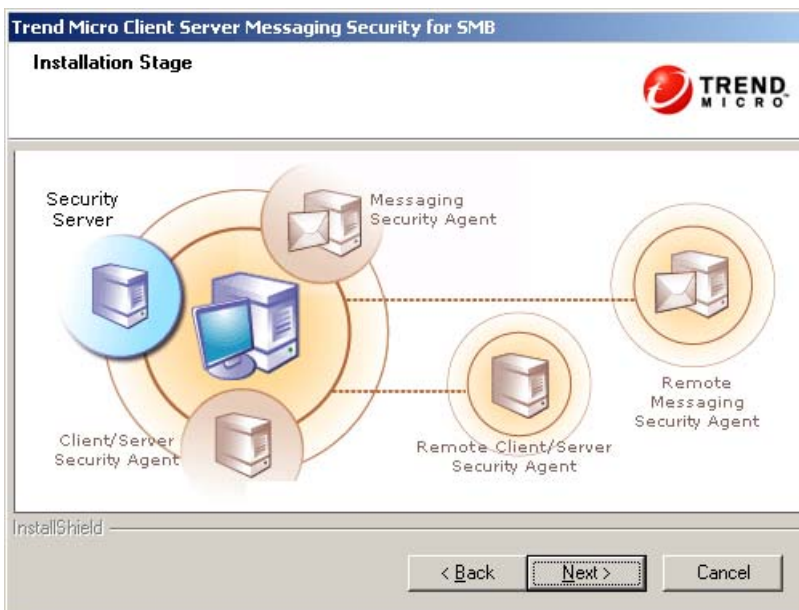 Trend Micro Client Server Messaging Security for SMB
Installation Stage
TREND
MICRO
Security
Server
Messaging
Security Agent
Client/Server
Security Agent
Remote Client/Server
Security Agent
Remote
Messaging
Security Agent
InstallShield
< Back
Next >
Cancel